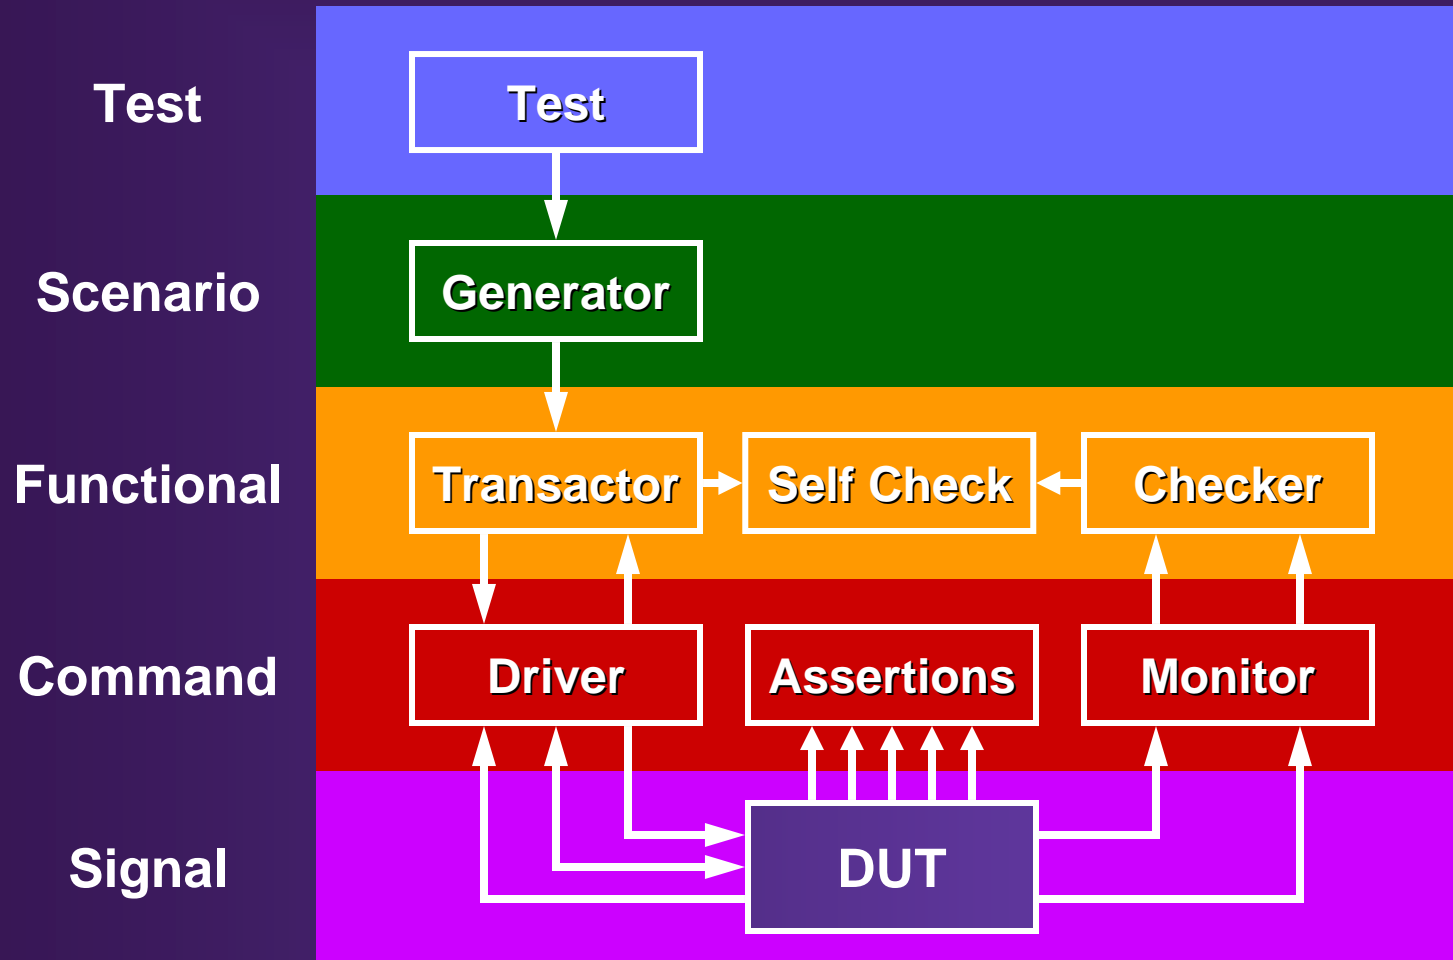 Test
Test
Scenario
Generator
Functional
Transactor
Self Check
Checker
Command
Driver
Assertions
Monitor
Signal
DUT